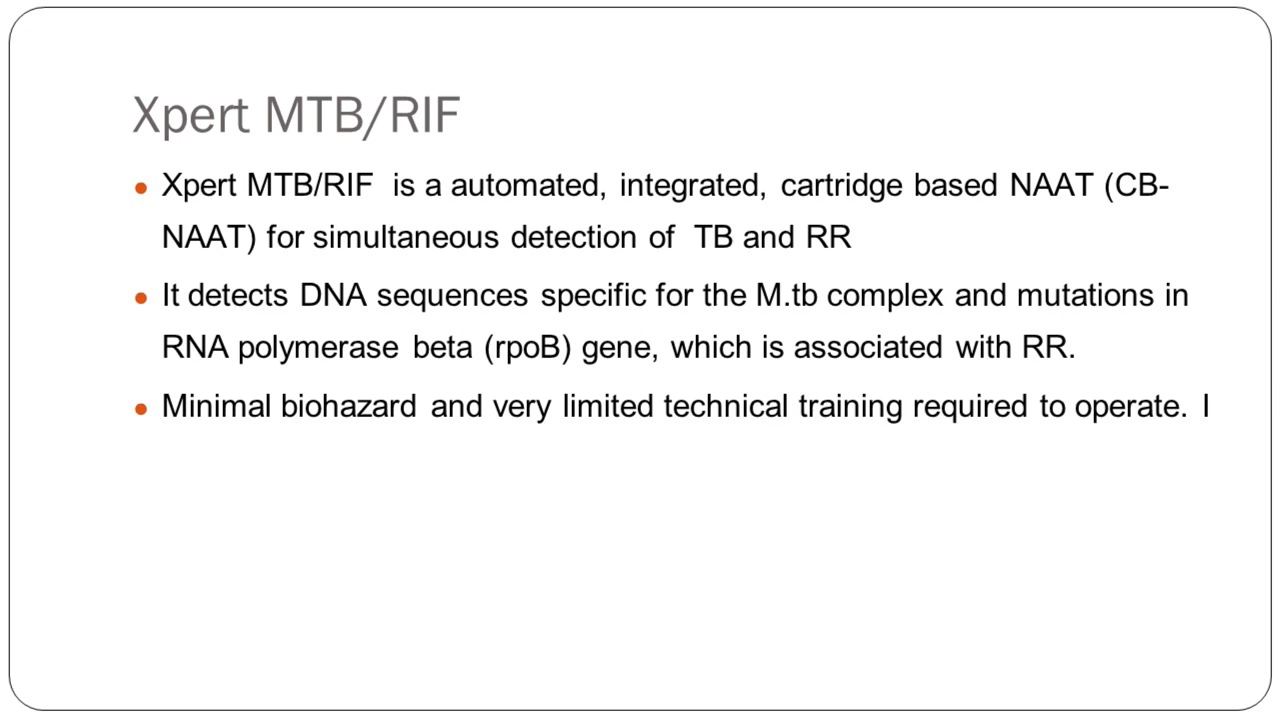 Xpert MTB/RIF
• Xpert MTB/RIF is a automated, integrated, cartridge based NAAT (CB-
NAAT) for simultaneous detection of TB and RR
• It detects DNA sequences specific for the M.tb complex and mutations in
RNA polymerase beta (rpoB) gene, which is associated with RR.
• Minimal biohazard and very limited technical training required to operate. I